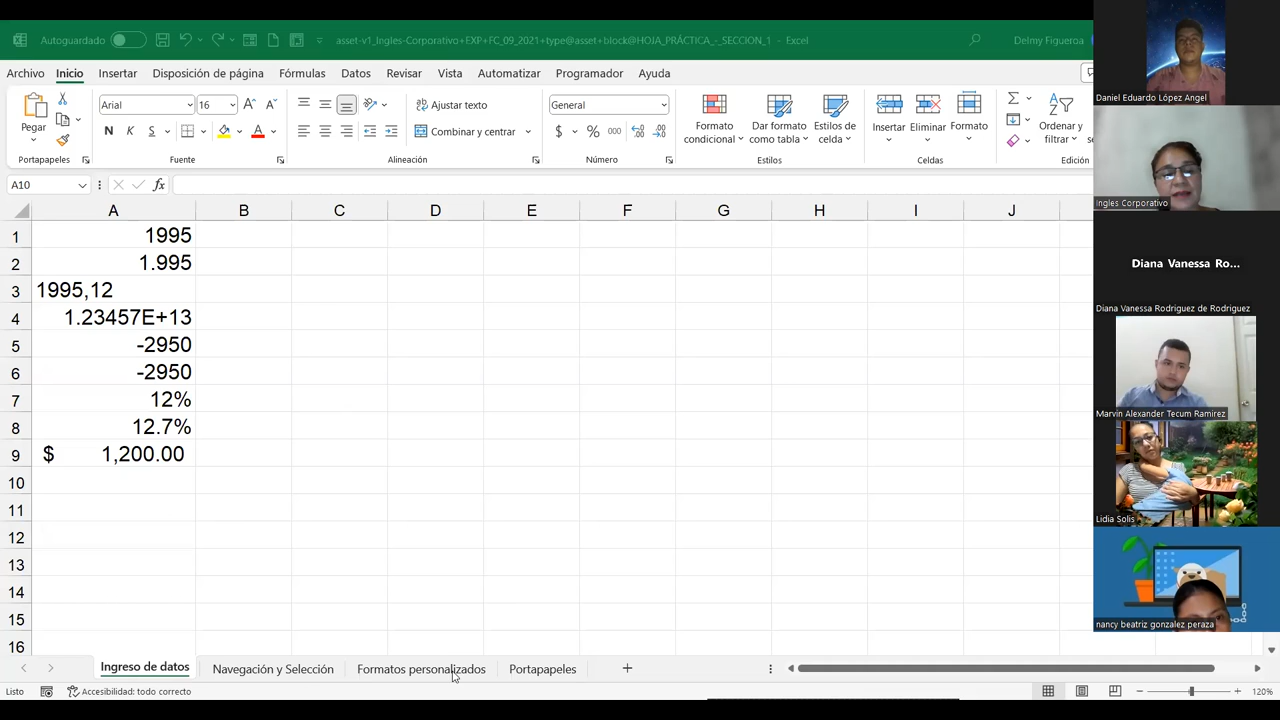 Autoguardado
asset-v1_Ingles-Corporativo+EXP+FC_09_2021+type@asset+block@HOJA_PRÁCTICA_-_SECCION_1 - Excel
Delmy Figueroa
Archivo Inicio Insertar Disposición de página Fórmulas Datos Revisar Vista Automatizar Programador Ayuda
Pegar
Portapapeles
Arial 16
N K S
Fuente
Ajustar texto
Combinar y centrar
Alineación
General
$ % 000
Número
Formato condicional
Dar formato como tabla
Estilos de celda
Estilos
Insertar Eliminar Formato
Celdas
Ordenar y filtrar
Edición
A10
fx
A B C D E F G H I J
1 1995
2 1.995
3 1995,12
4 1.23457E+13
5 -2950
6 -2950
7 12%
8 12.7%
9 $ 1,200.00
10
11
12
13
14
15
16
Ingreso de datos Navegación y Selección Formatos personalizados Portapapeles
Listo
Accesibilidad: todo correcto
120%
Daniel Eduardo López Angel
Ingles Corporativo
Diana Vanessa Ro...
Diana Vanessa Rodriguez de Rodriguez
Marvin Alexander Tecum Ramirez
Lidia Solis
nancy beatriz gonzalez peraza